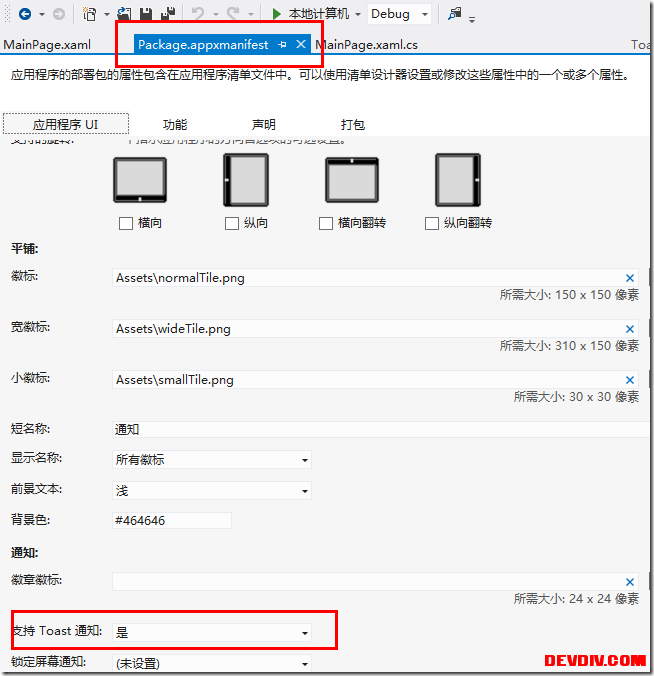 本地计算机 Debug
MainPage.xaml Package.appxmanifest MainPage.xaml.cs Toa
应用程序的部署包的属性包含在应用程序清单文件中。可以使用清单设计器设置或修改这些属性中的一个或多个属性。
应用程序 UI 功能 声明 打包
横向 纵向 横向翻转 纵向翻转
平铺:
徽标: Assets\normalTile.png
所需大小: 150 x 150 像素
宽徽标: Assets\wideTile.png
所需大小: 310 x 150 像素
小徽标: Assets\smallTile.png
所需大小: 30 x 30 像素
短名称: 通知
显示名称: 所有徽标
前景文本: 浅
背景色: #464646
通知:
徽章徽标:
所需大小: 24 x 24 像素
支持 Toast 通知: 是
锁定屏幕通知: (未设置)
DEVDIV.COM